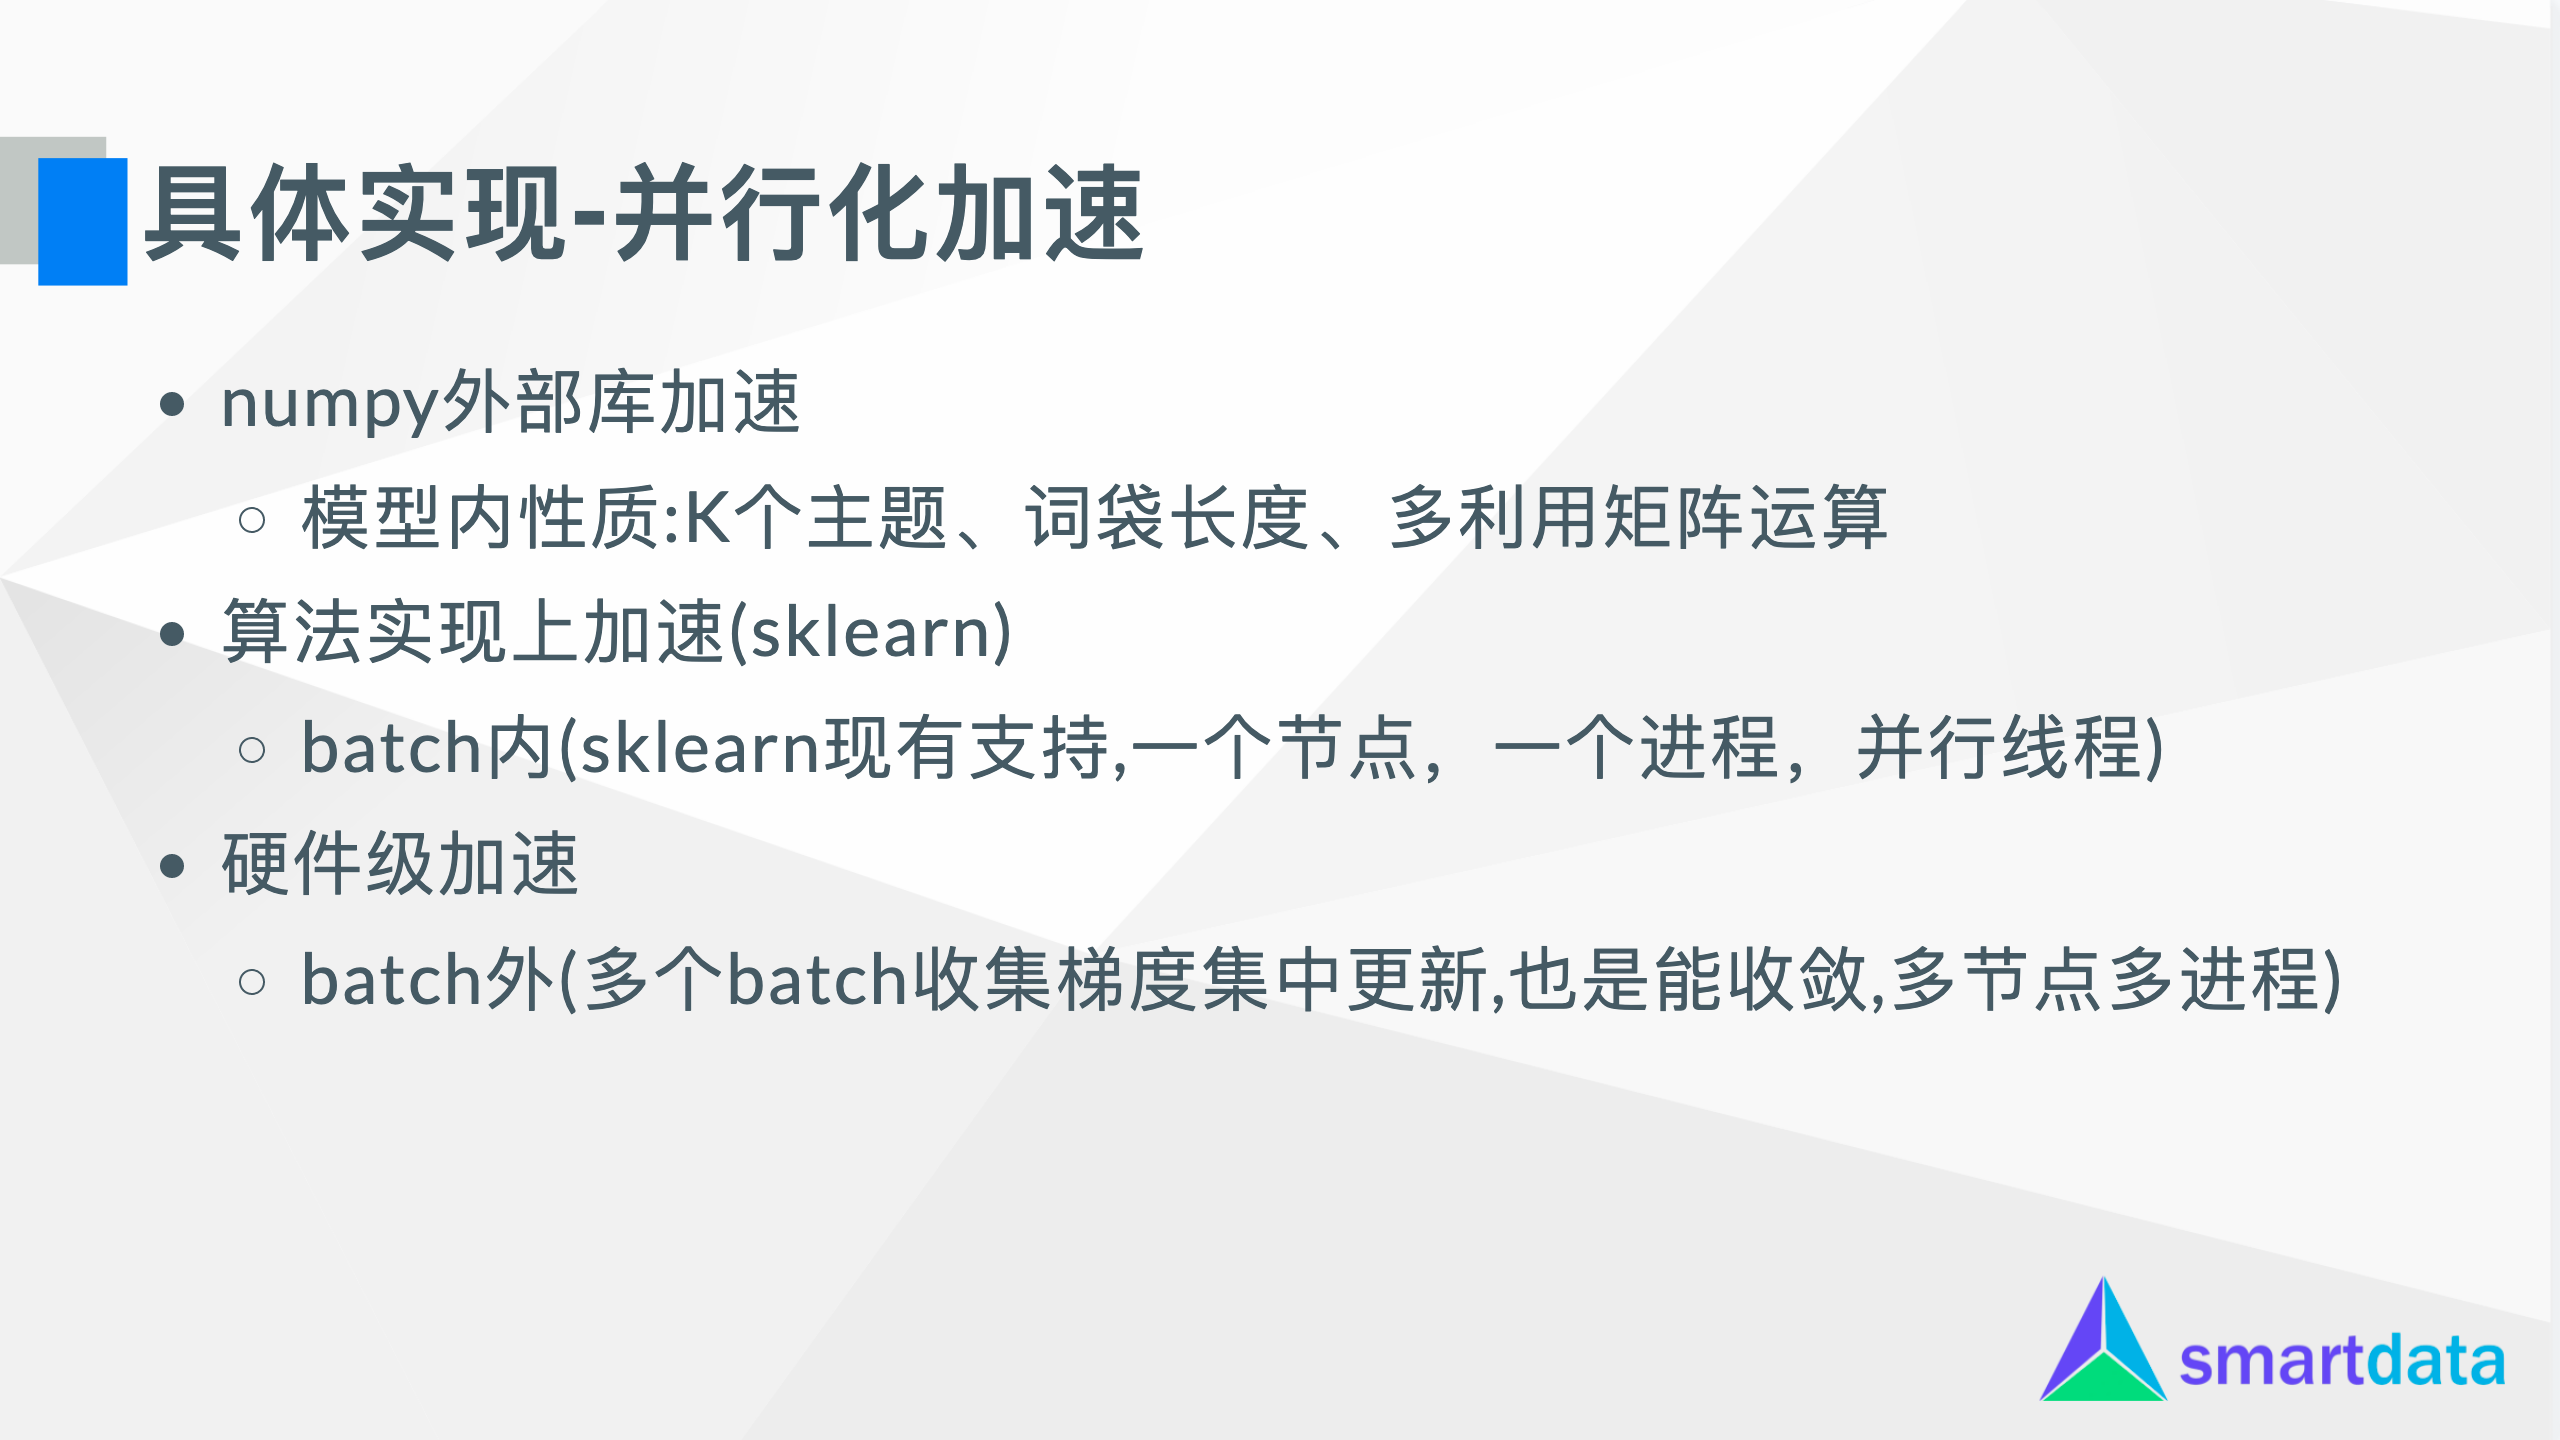 具体实现-并行化加速
numpy外部库加速
模型内性质:K个主题、词袋长度、多利用矩阵运算
算法实现上加速(sklearn)
batch内(sklearn现有支持,一个节点，一个进程，并行线程)
硬件级加速
batch外(多个batch收集梯度集中更新,也是能收敛,多节点多进程)
smartdata